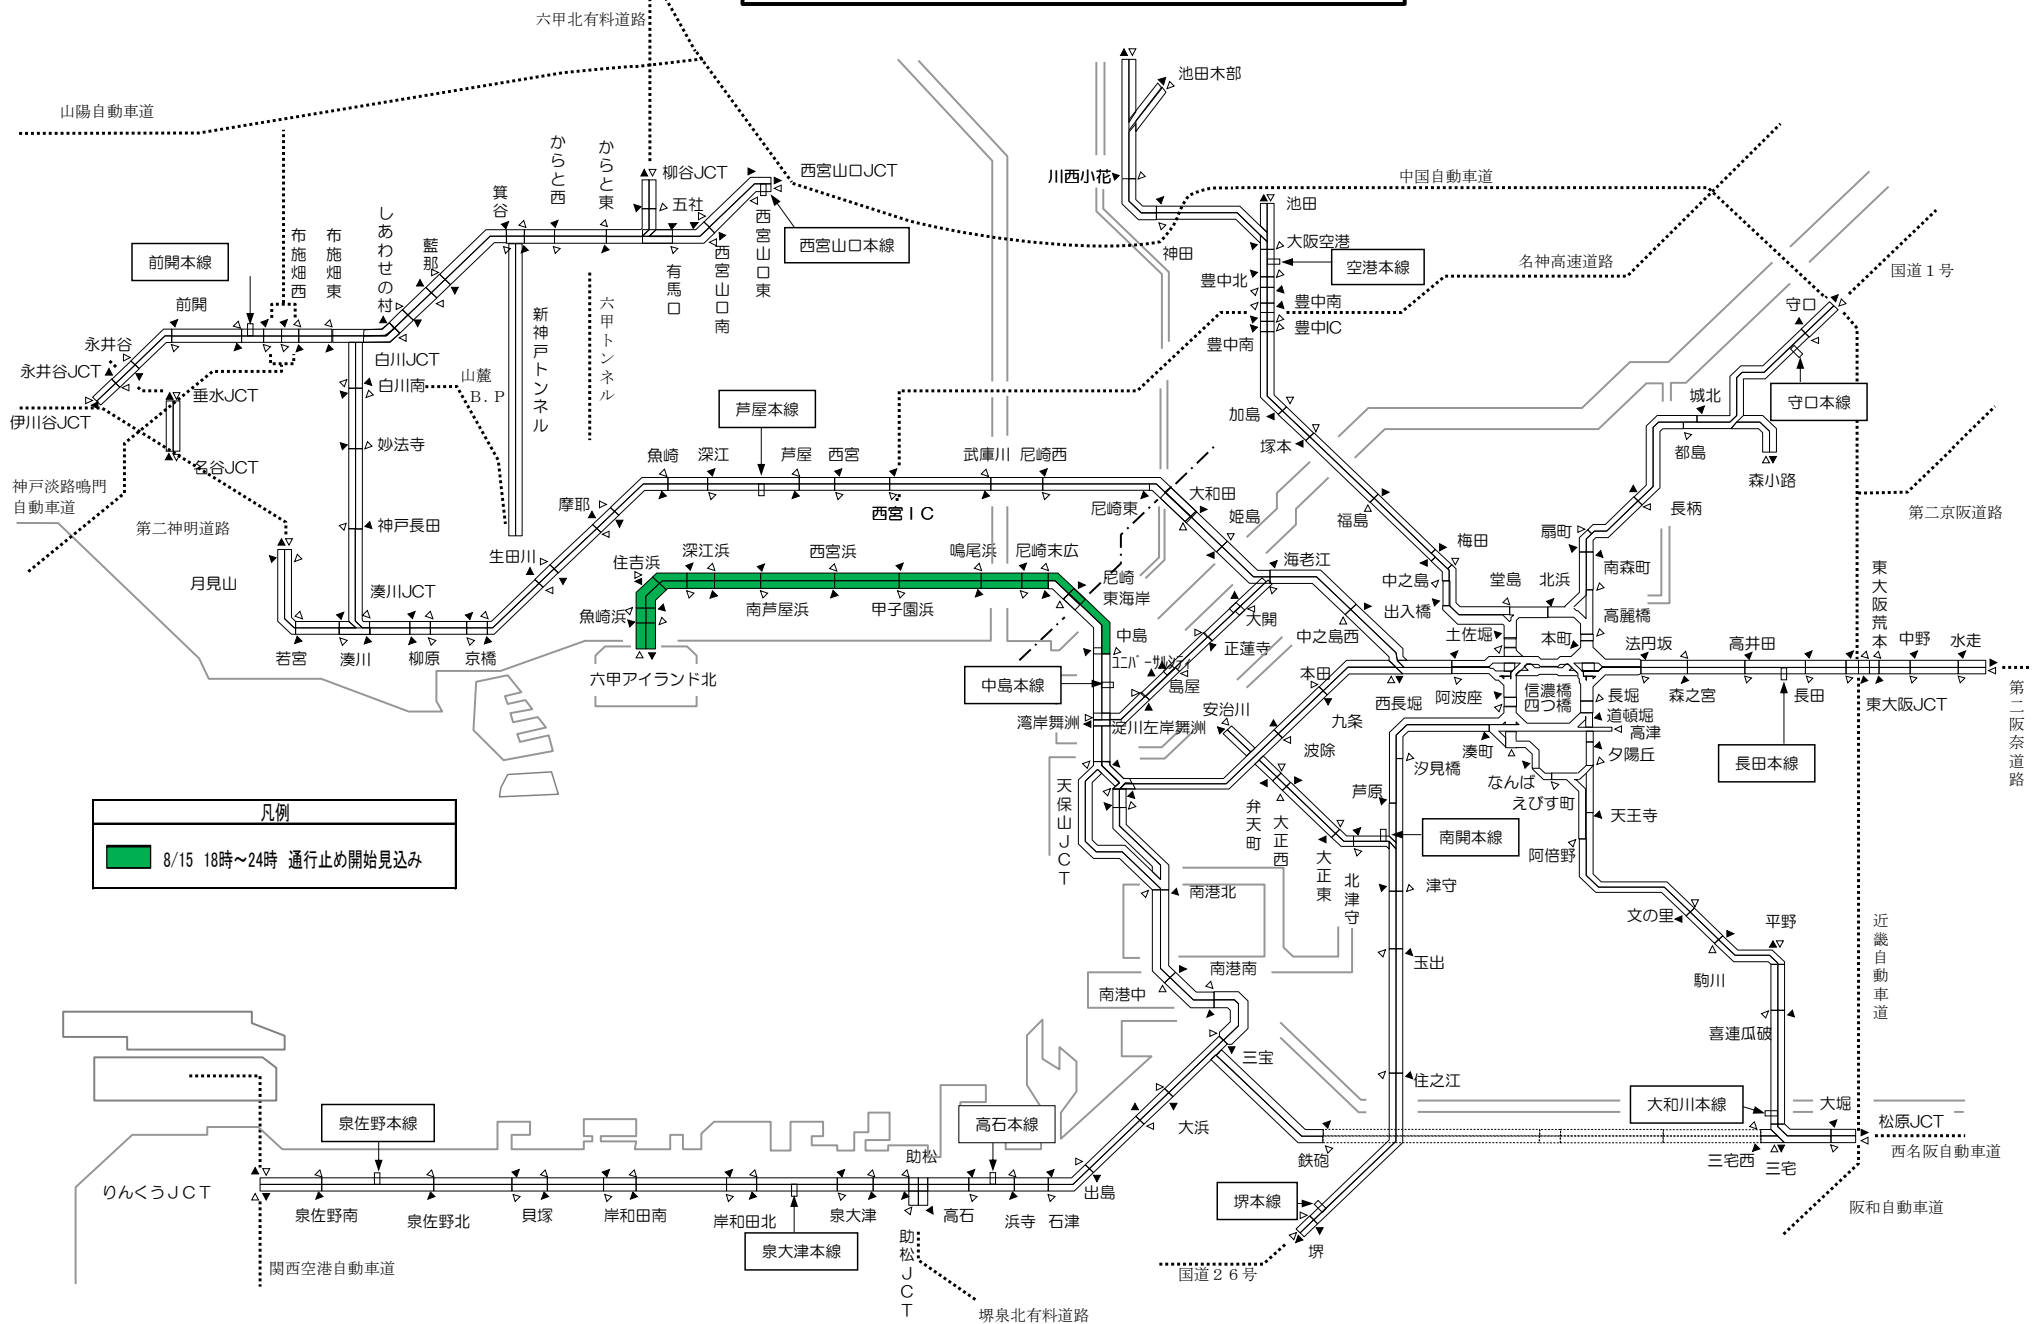 六甲北有料道路
山陽自動車道
池田木部
からと西
からと東
柳谷JCT
西宮山口JCT
川西小花
中国自動車道
箕谷
五社
しあわせの村
池田
前開本線
布施畑西
布施畑東
藍那
西宮山口東
西宮山口本線
西宮山口南
神田
大阪空港
空港本線
名神高速道路
国道1号
有馬口
豊中北
前開
新神戸トンネル
六甲トンネル
豊中南
守口
豊中IC
永井谷
豊中南
白川JCT
永井谷JCT
白川南
山麓
B.P
垂水JCT
芦屋本線
城北
守口本線
伊川谷JCT
加島
妙法寺
塚本
都島
魚崎
深江
芦屋
西宮
武庫川
尼崎西
名谷JCT
森小路
神戸淡路鳴門
自動車道
大和田
尼崎東
摩耶
西宮IC
姫島
福島
長柄
第二京阪道路
第二神明道路
神戸長田
扇町
梅田
生田川
住吉浜
深江浜
西宮浜
鳴尾浜
尼崎末広
海老江
南森町
月見山
中之島
堂島
北浜
東大阪荒本
湊川JCT
尼崎
東海岸
南芦屋浜
甲子園浜
出入橋
魚崎浜
大開
高麗橋
中島
中之島西
土佐堀
本町
法円坂
高井田
中野
水走
正蓮寺
若宮
湊川
柳原
京橋
ユニバーサルシティ
六甲アイランド北
中島本線
島屋
本田
信濃橋
四つ橋
西長堀
阿波座
長堀
森之宮
長田
東大阪JCT
第二阪奈道路
安治川
湾岸舞洲
淀川左岸舞洲
九条
道頓堀
高津
波除
湊町
夕陽丘
汐見橋
長田本線
なんば
天保山JCT
芦原
えびす町
凡例
弁天町
大正西
天王寺
南開本線
8/15 18時～24時 通行止め開始見込み
大正東
阿倍野
北津守
南港北
津守
文の里
平野
近畿自動車道
玉出
南港南
駒川
南港中
喜連瓜破
三宝
住之江
泉佐野本線
高石本線
大和川本線
大堀
大浜
松原JCT
助松
鉄砲
三宅西
三宅
西名阪自動車道
りんくうJCT
出島
堺本線
泉佐野南
泉佐野北
貝塚
岸和田南
岸和田北
泉大津
高石
浜寺
石津
阪和自動車道
泉大津本線
助松JCT
堺
関西空港自動車道
国道26号
堺泉北有料道路